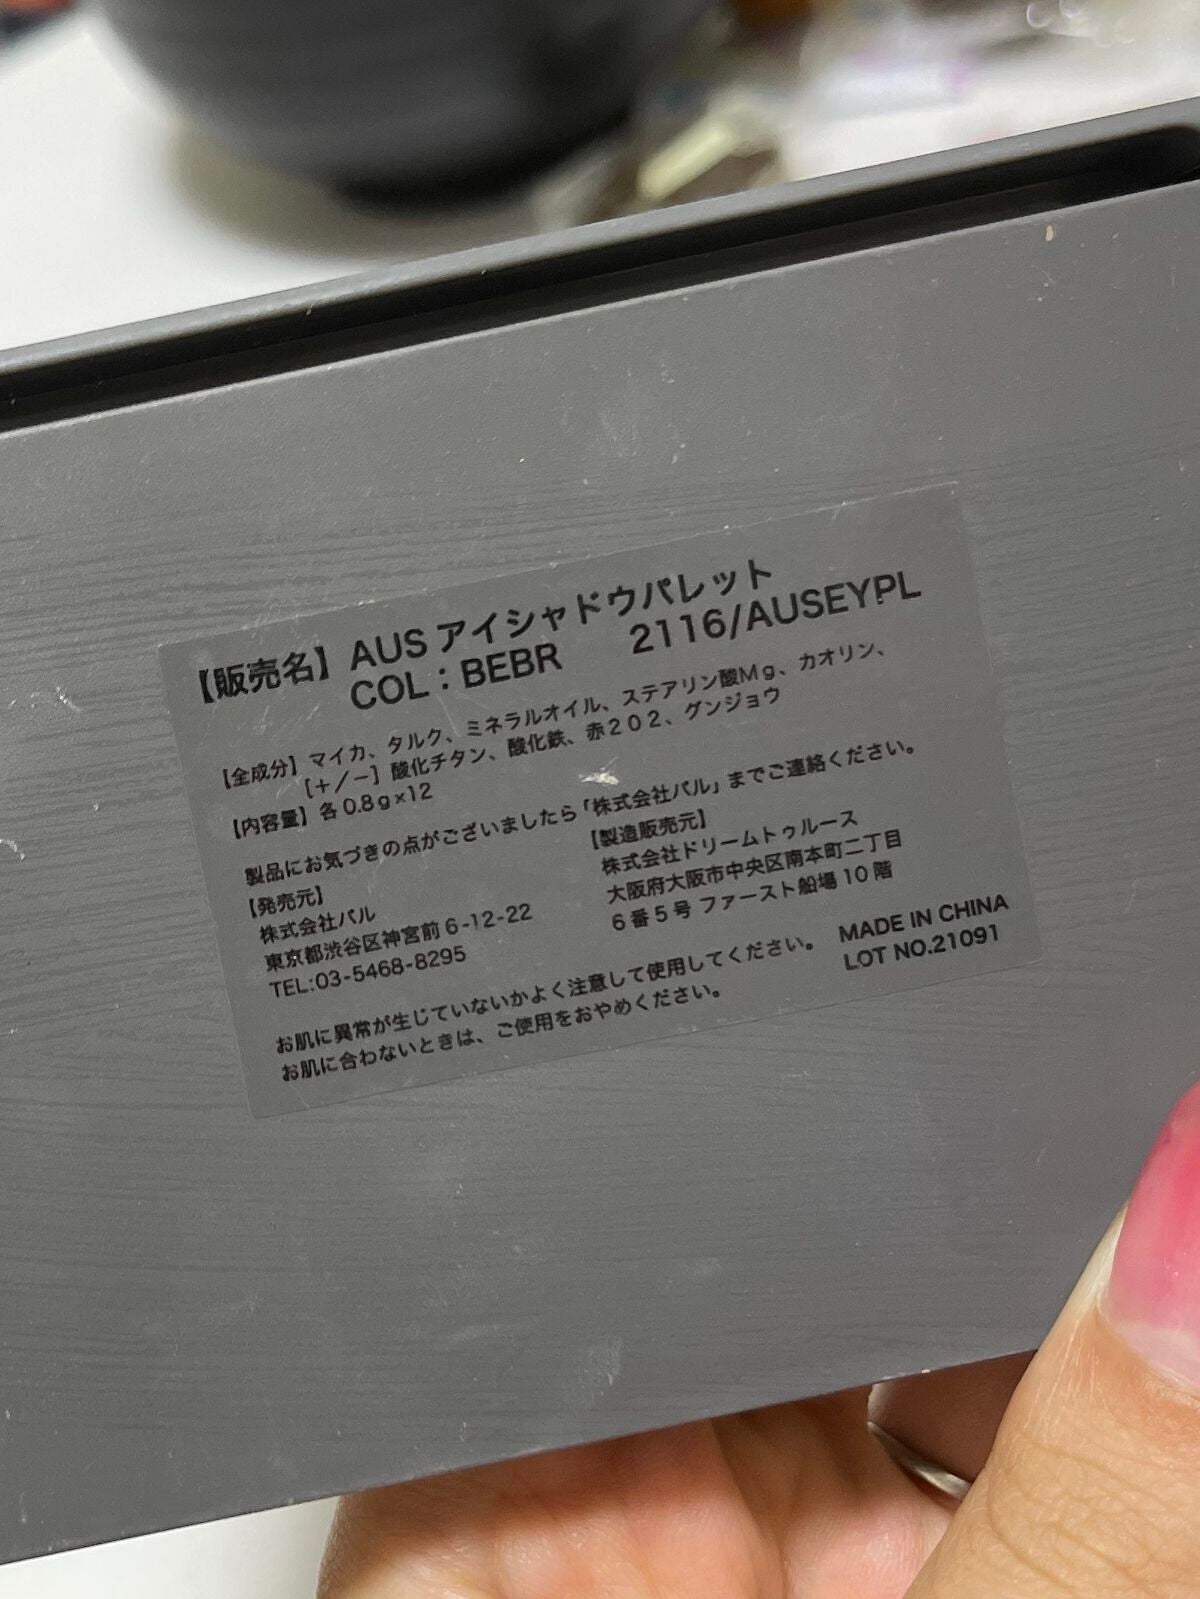 【販売名】AUS アイシャドウパレット
COL：BEBR 2116/AUSEYPL
【全成分】マイカ、タルク、ミネラルオイル、ステアリン酸Ｍｇ、カオリン、
［＋／－］酸化チタン、酸化鉄、赤２０２、グンジョウ
【内容量】各 0.8ｇ×12
製品にお気づきの点がございましたら「株式会社パル」までご連絡ください。
【発売元】
株式会社パル
東京都渋谷区神宮前 6-12-22
TEL:03-5468-8295
【製造販売元】
株式会社ドリームトゥルース
大阪府大阪市中央区南本町二丁目
6 番 5 号 ファースト船場 10 階
お肌に異常が生じていないかよく注意して使用してください。
お肌に合わないときは、ご使用をおやめください。
MADE IN CHINA
LOT NO.21091